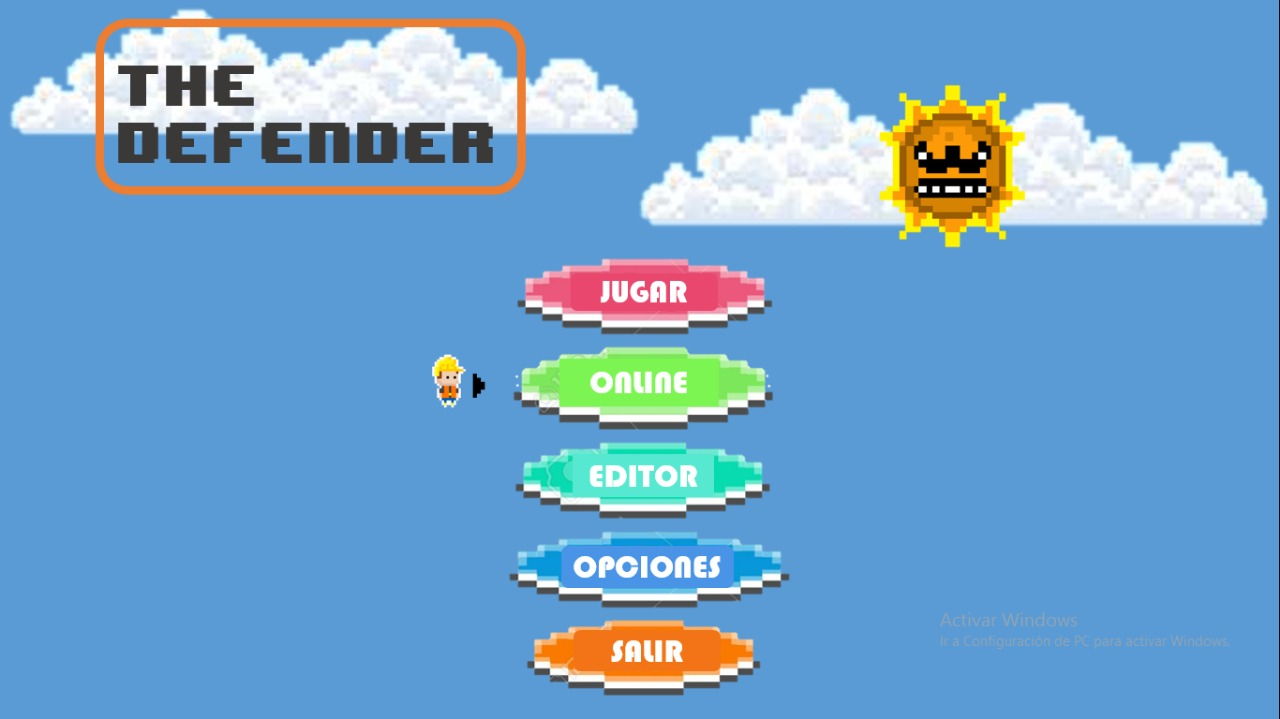 THE
DEFENDER
JUGAR
ONLINE
EDITOR
OPCIONES
SALIR
Activar Windows
Ir a Configuración de PC para activar Windows.